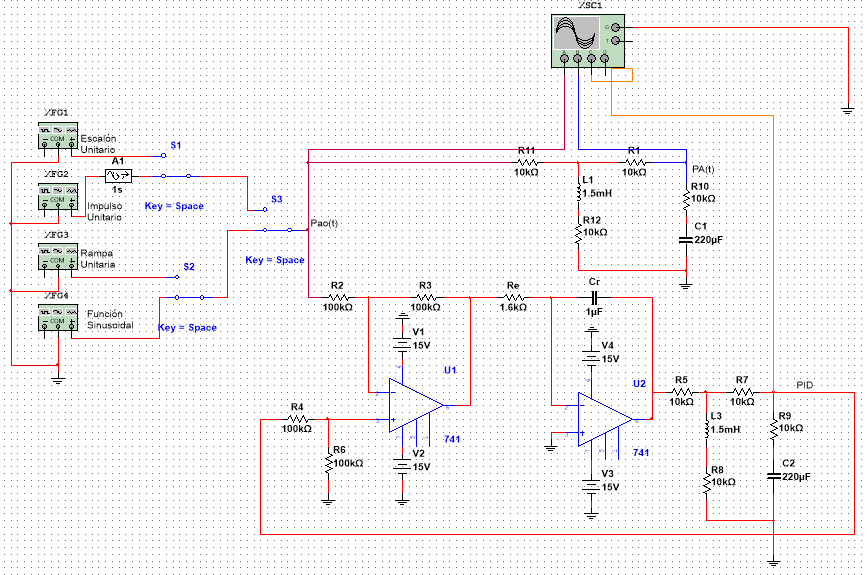 XSC1
G
T
A B C D
XFG1
COM
Escalón
Unitario
S1
A1
1s
XFG2
COM
Impulso
Unitario
Key = Space
S3
Pao(t)
Key = Space
XFG3
COM
Rampa
Unitaria
S2
XFG4
COM
Función
Sinusoidal
Key = Space
R11
10kΩ
R1
10kΩ
PA(t)
L1
1.5mH
R10
10kΩ
R12
10kΩ
C1
220µF
R2
100kΩ
R3
100kΩ
Re
1.6kΩ
Cr
1µF
V1
15V
V4
15V
U1
U2
R4
100kΩ
741
R6
100kΩ
V2
15V
741
V3
15V
R5
10kΩ
R7
10kΩ
PID
L3
1.5mH
R9
10kΩ
R8
10kΩ
C2
220µF